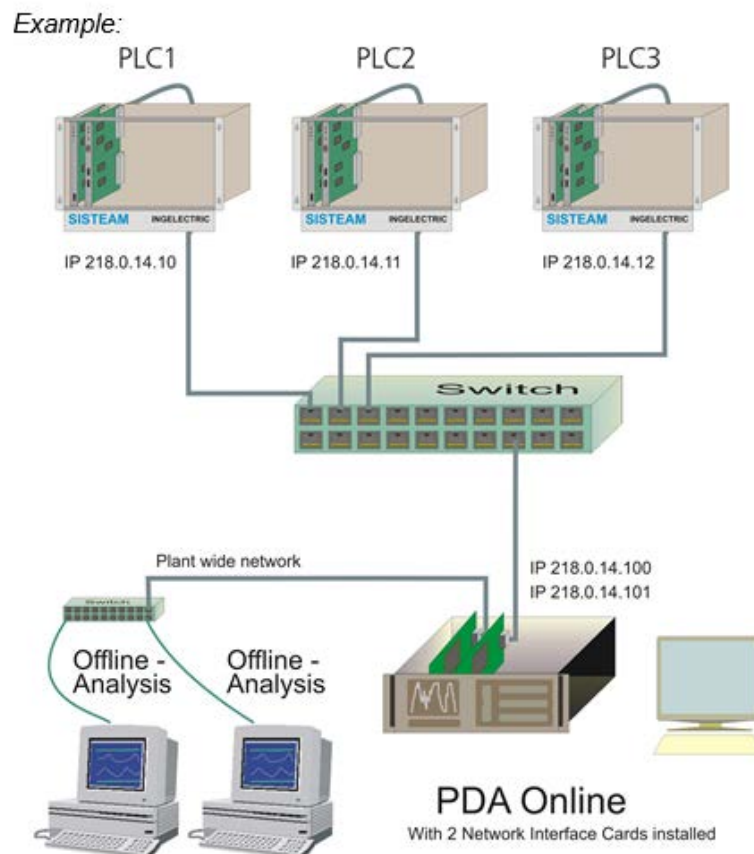 Example:
PLC1
PLC2
PLC3
SISTEAM INGELECTRIC
SISTEAM INGELECTRIC
SISTEAM INGELECTRIC
IP 218.0.14.10
IP 218.0.14.11
IP 218.0.14.12
Switch
Plant wide network
IP 218.0.14.100
IP 218.0.14.101
Switch
Offline -
Analysis
Offline -
Analysis
PDA Online
With 2 Network Interface Cards installed